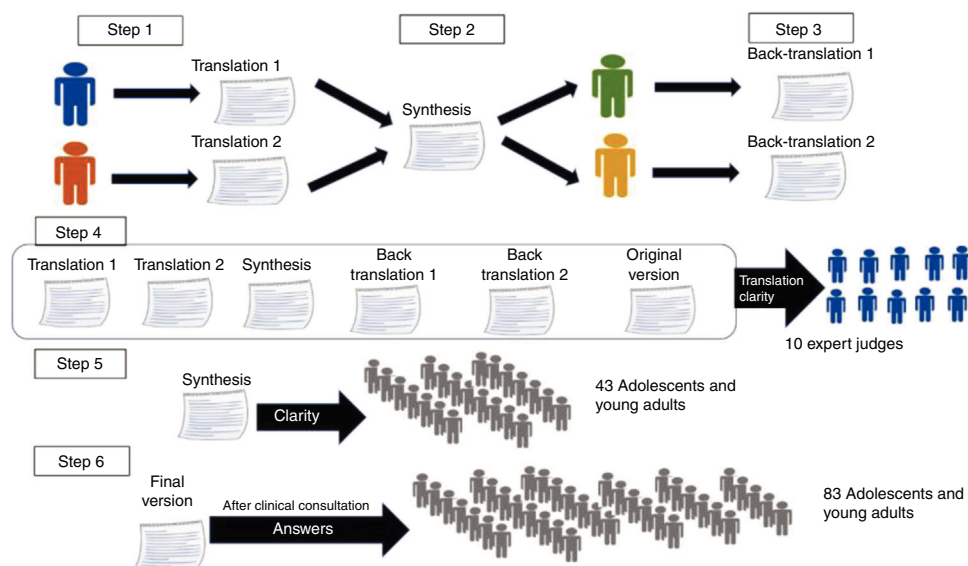 Step 1
Step 2
Step 3
Translation 1
Back-translation 1
Synthesis
Translation 2
Back-translation 2
Step 4
Translation 1
Translation 2
Synthesis
Back
translation 1
Back
translation 2
Original
version
Translation
clarity
10 expert judges
Step 5
Synthesis
Clarity
43 Adolescents and
young adults
Step 6
Final
version
After clinical consultation
Answers
83 Adolescents and
young adults